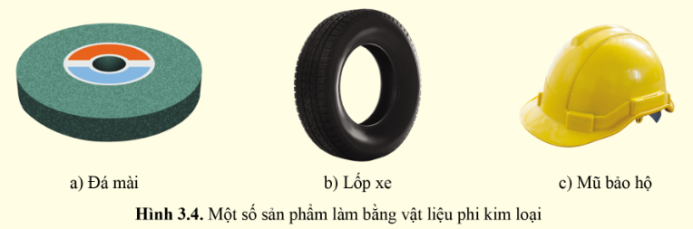 a) Đá mài b) Lốp xe c) Mũ bảo hộ
Hình 3.4. Một số sản phẩm làm bằng vật liệu phi kim loại